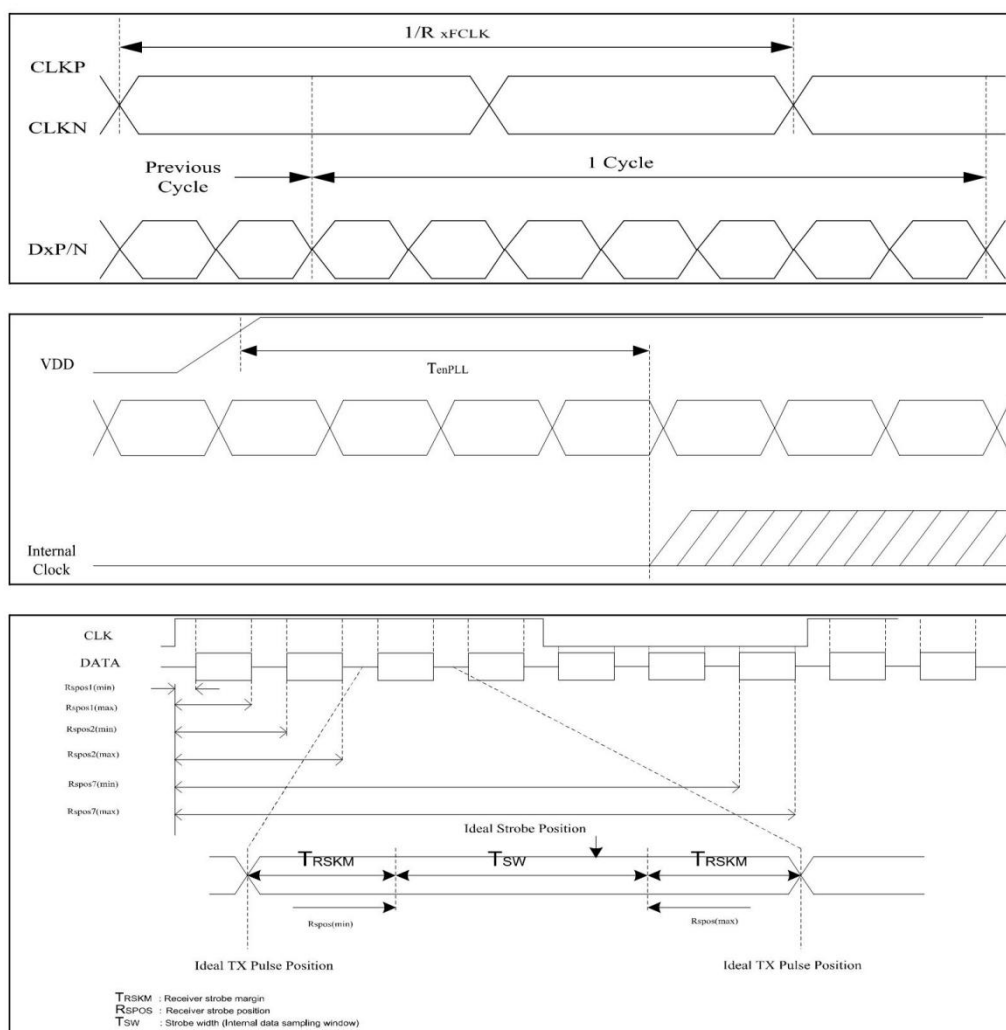 1/R xFCLK
CLKP
CLKN
Previous
Cycle
1 Cycle
DxP/N
VDD
TenPLL
Internal
Clock
CLK
DATA
Rspos1(min)
Rspos1(max)
Rspos2(min)
Rspos2(max)
Rspos7(min)
Rspos7(max)
Ideal Strobe Position
TRSKM TSW TRSKM
Rspos(min) Rspos(max)
Ideal TX Pulse Position Ideal TX Pulse Position
TRSKM : Receiver strobe margin
RSPOS : Receiver strobe position
TSW : Strobe width (Internal data sampling window)